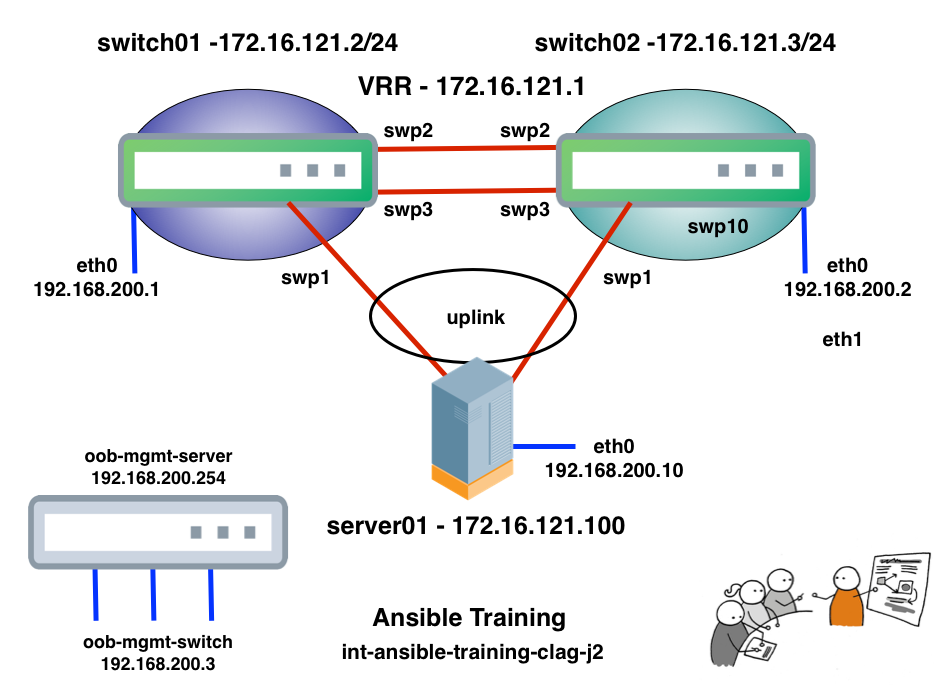 switch01 -172.16.121.2/24
switch02 -172.16.121.3/24
VRR - 172.16.121.1
swp2
swp2
swp3
swp3
swp10
swp1
swp1
eth0
192.168.200.1
eth0
192.168.200.2
uplink
eth1
eth0
192.168.200.10
oob-mgmt-server
192.168.200.254
server01 - 172.16.121.100
Ansible Training
int-ansible-training-clag-j2
oob-mgmt-switch
192.168.200.3